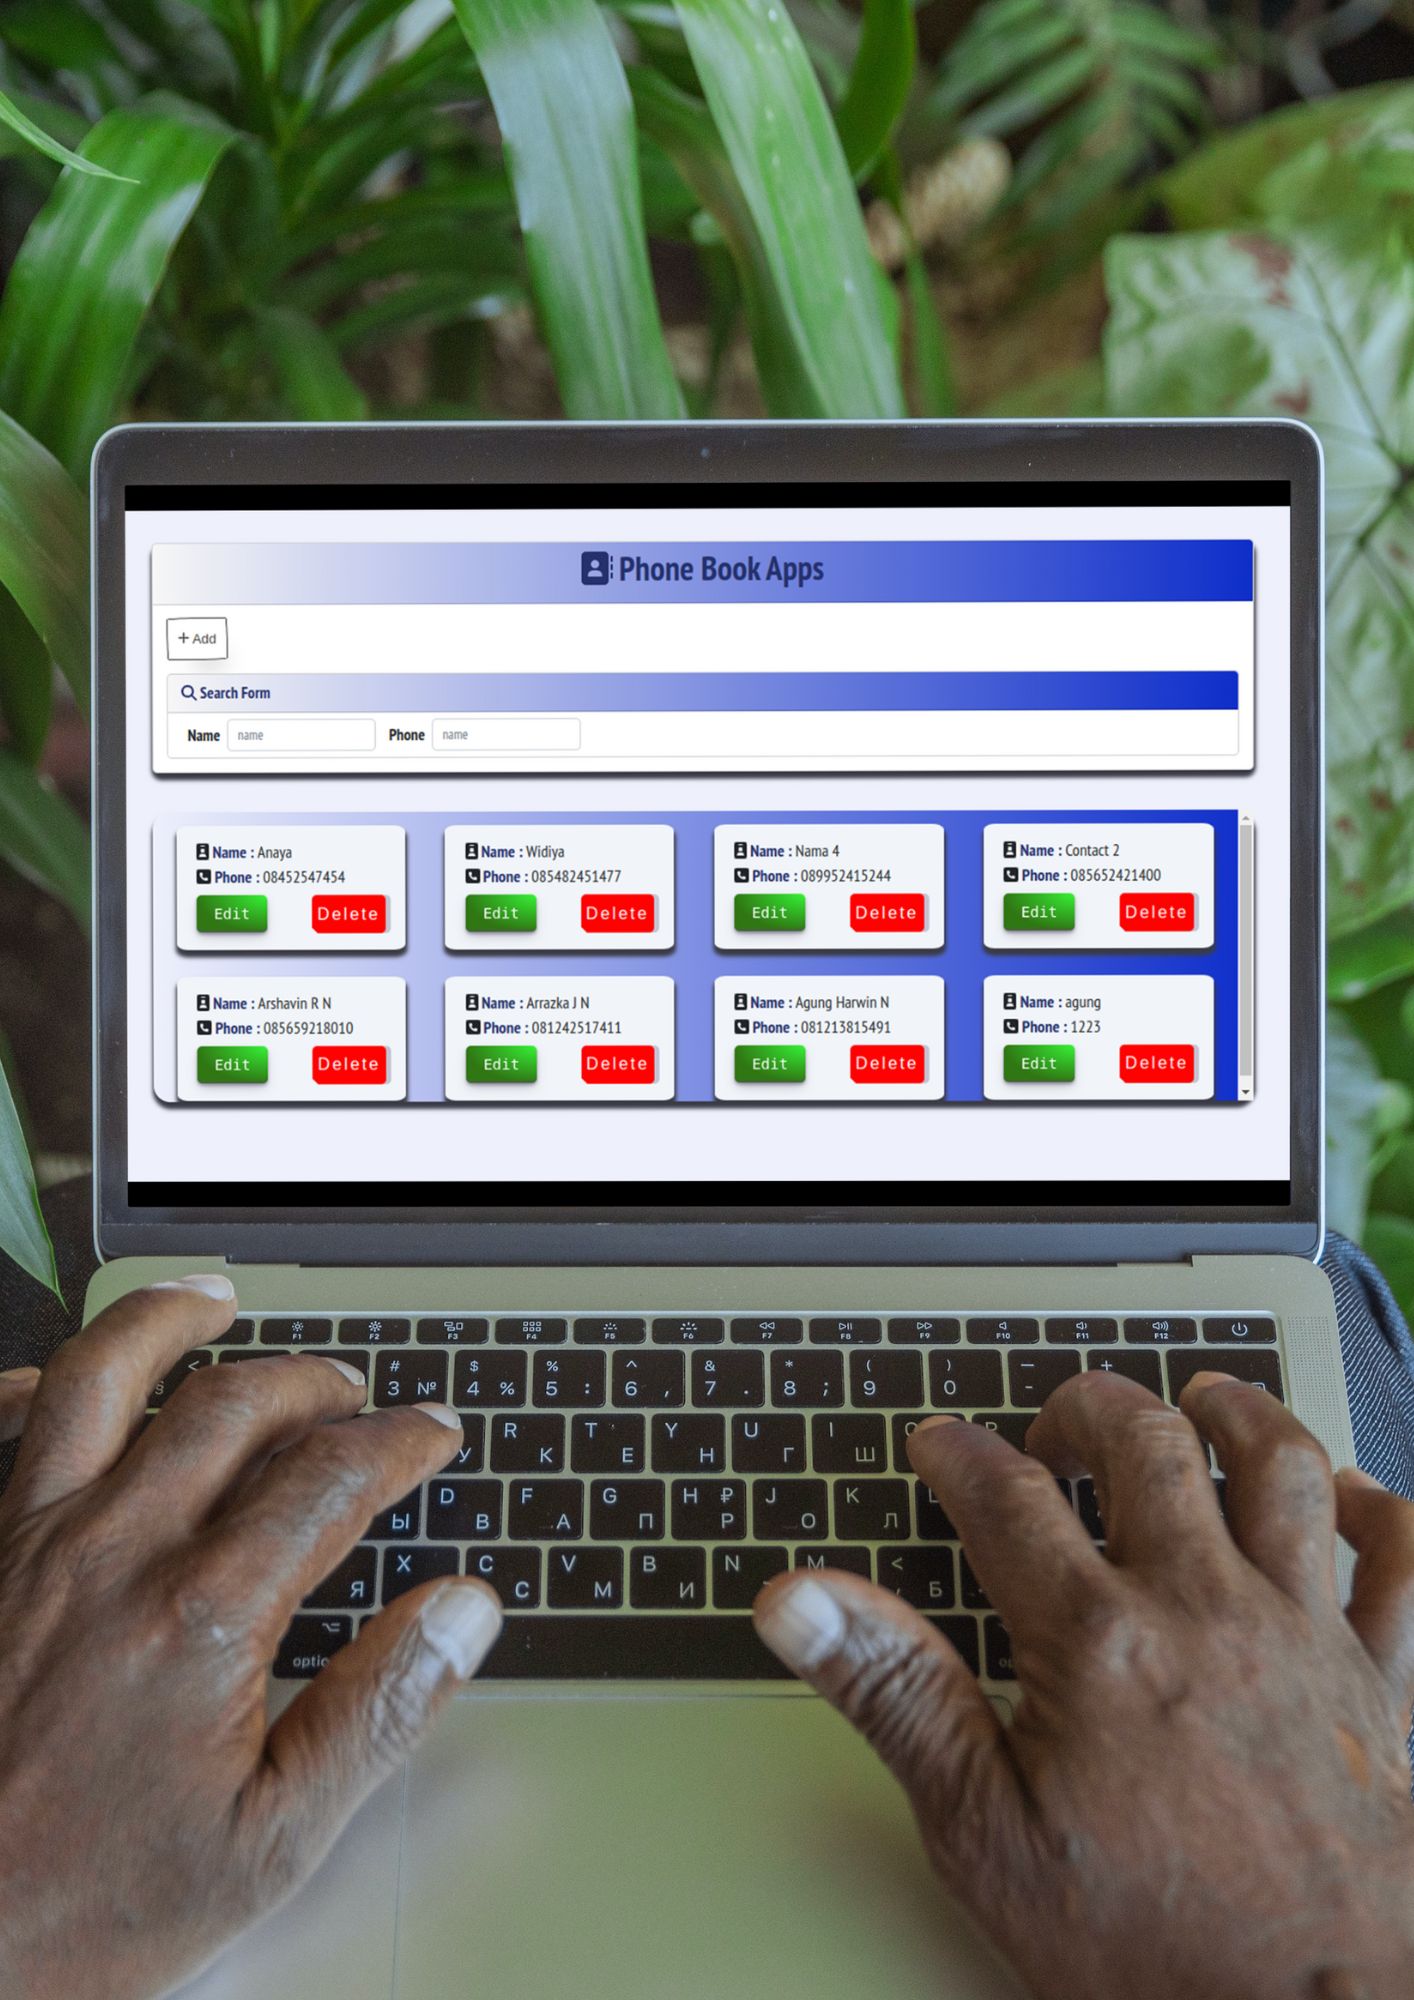 Phone Book Apps
+ Add
Search Form
Name name Phone name
Name : Anaya
Phone : 08452547454
Edit Delete
Name : Widiya
Phone : 085482451477
Edit Delete
Name : Nama 4
Phone : 089952415244
Edit Delete
Name : Contact 2
Phone : 085652421400
Edit Delete
Name : Arshavin R N
Phone : 085659218010
Edit Delete
Name : Arrazka J N
Phone : 081242517411
Edit Delete
Name : Agung Harwin N
Phone : 081213815491
Edit Delete
Name : agung
Phone : 1223
Edit Delete
F1 F2 F3 F4 F5 F6 F7 F8 F9 F10 F11 F12
< # $ % ^ & * ( ) — +
§ 3 № 4 % 5 : 6 , 7 . 8 ; 9 0 -
R T Y U I
У К Е Н Г Ш
D F G H ₽ J K
Ы В А П Р О Л
X C V B N M <
Я С М И Б